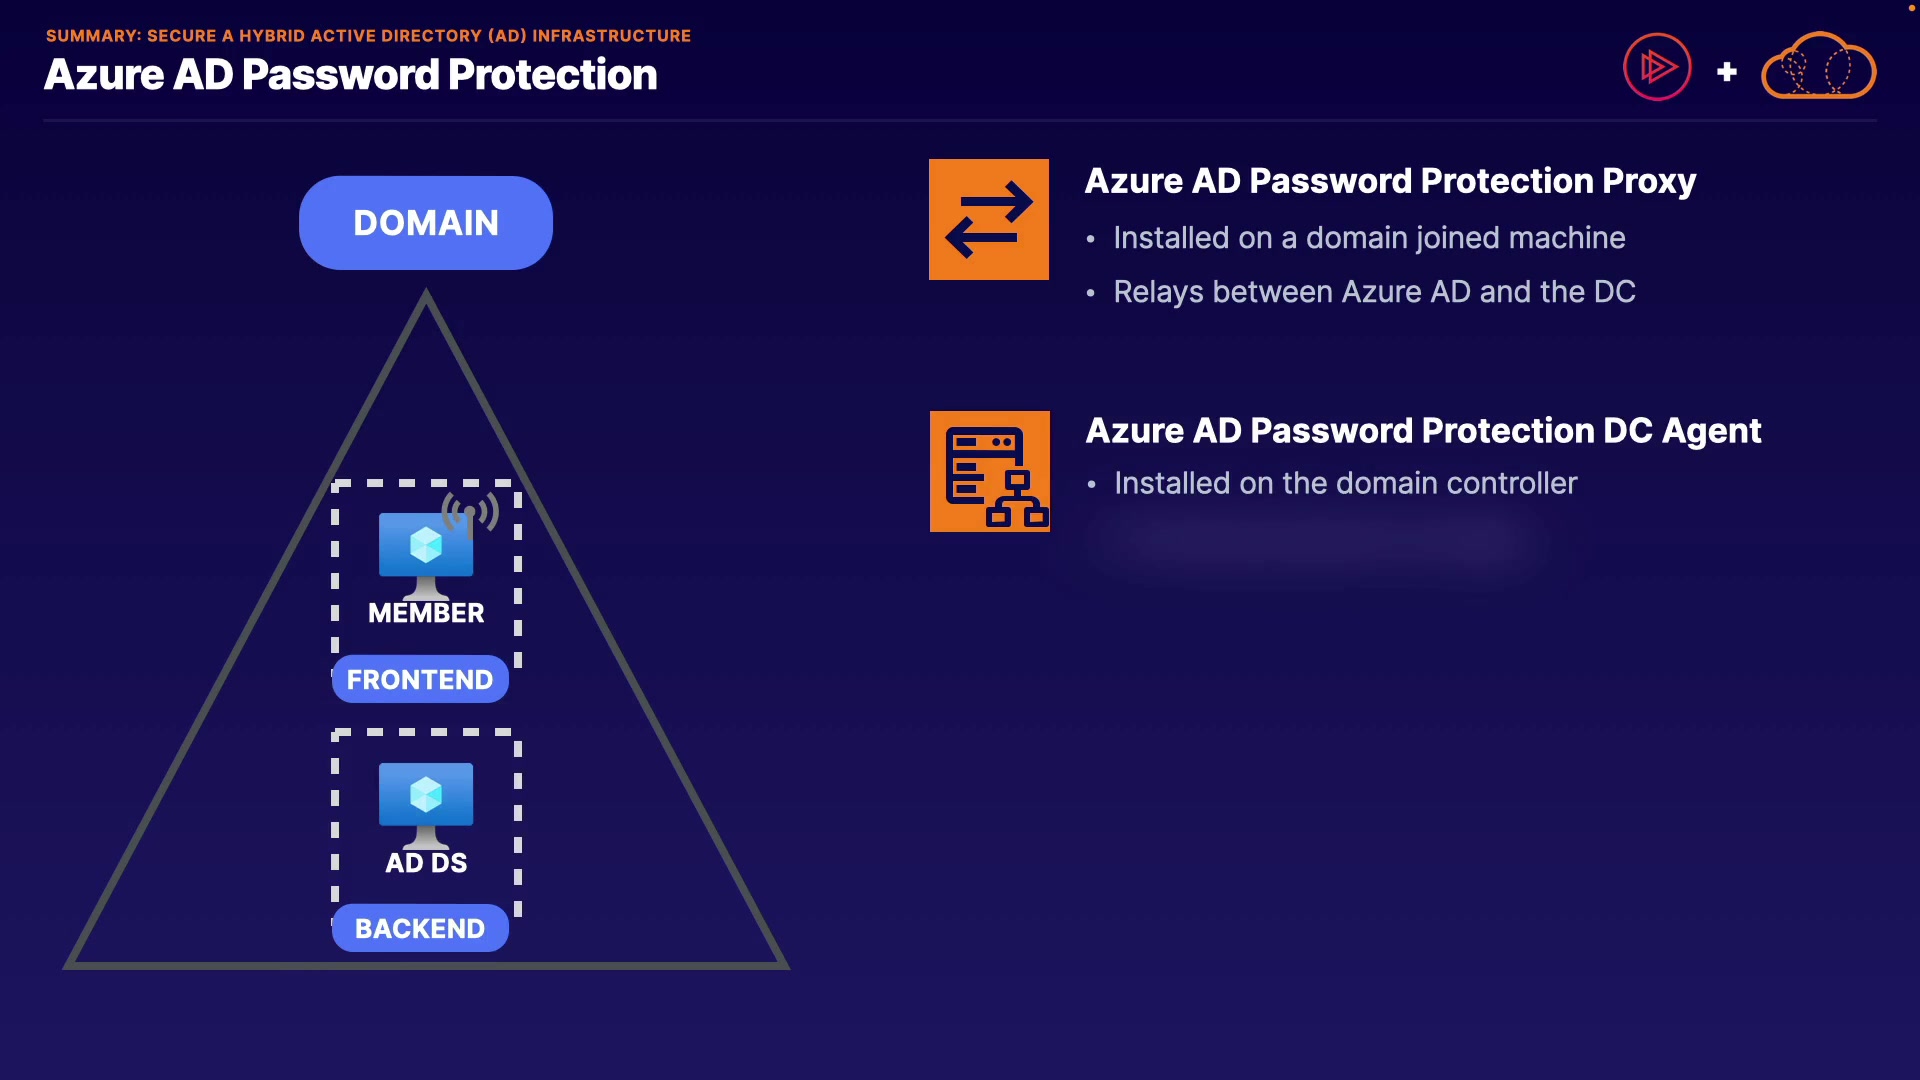 SUMMARY: SECURE A HYBRID ACTIVE DIRECTORY (AD) INFRASTRUCTURE
Azure AD Password Protection
DOMAIN
MEMBER
FRONTEND
AD DS
BACKEND
Azure AD Password Protection Proxy
• Installed on a domain joined machine
• Relays between Azure AD and the DC
Azure AD Password Protection DC Agent
• Installed on the domain controller